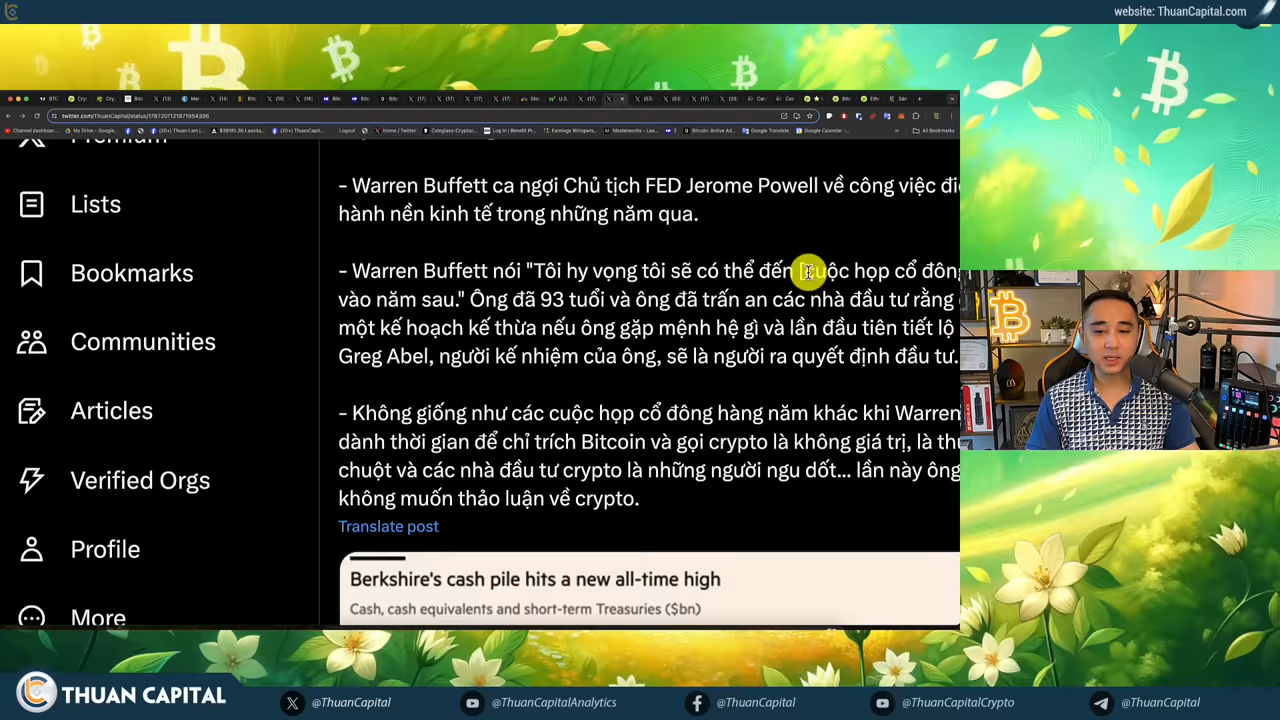 website: ThuanCapital.com
twitter.com/ThuanCapital/status/1787201121871954396
Premium
Lists
Bookmarks
Communities
Articles
Verified Orgs
Profile
More
- Warren Buffett ca ngợi Chủ tịch FED Jerome Powell về công việc
hành nền kinh tế trong những năm qua.
- Warren Buffett nói "Tôi hy vọng tôi sẽ có thể đến cuộc họp cổ đông
vào năm sau." Ông đã 93 tuổi và ông đã trấn an các nhà đầu tư rằng
một kế hoạch kế thừa nếu ông gặp mệnh hệ gì và lần đầu tiên tiết lộ
Greg Abel, người kế nhiệm của ông, sẽ là người ra quyết định đầu tư.
- Không giống như các cuộc họp cổ đông hàng năm khác khi Warren
dành thời gian để chỉ trích Bitcoin và gọi crypto là không giá trị, là
chuột và các nhà đầu tư crypto là những người ngu dốt... lần này ông
không muốn thảo luận về crypto.
Translate post
Berkshire's cash pile hits a new all-time high
Cash, cash equivalents and short-term Treasuries ($bn)
THUAN CAPITAL
@ThuanCapital
@ThuanCapitalAnalytics
@ThuanCapital
@ThuanCapitalCrypto
@ThuanCapital